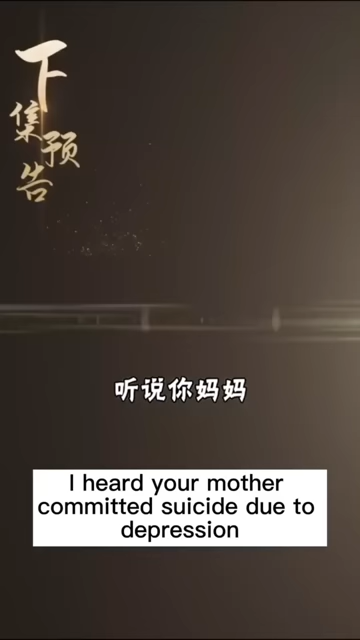 下集预告
听说你妈妈
I heard your mother
committed suicide due to
depression